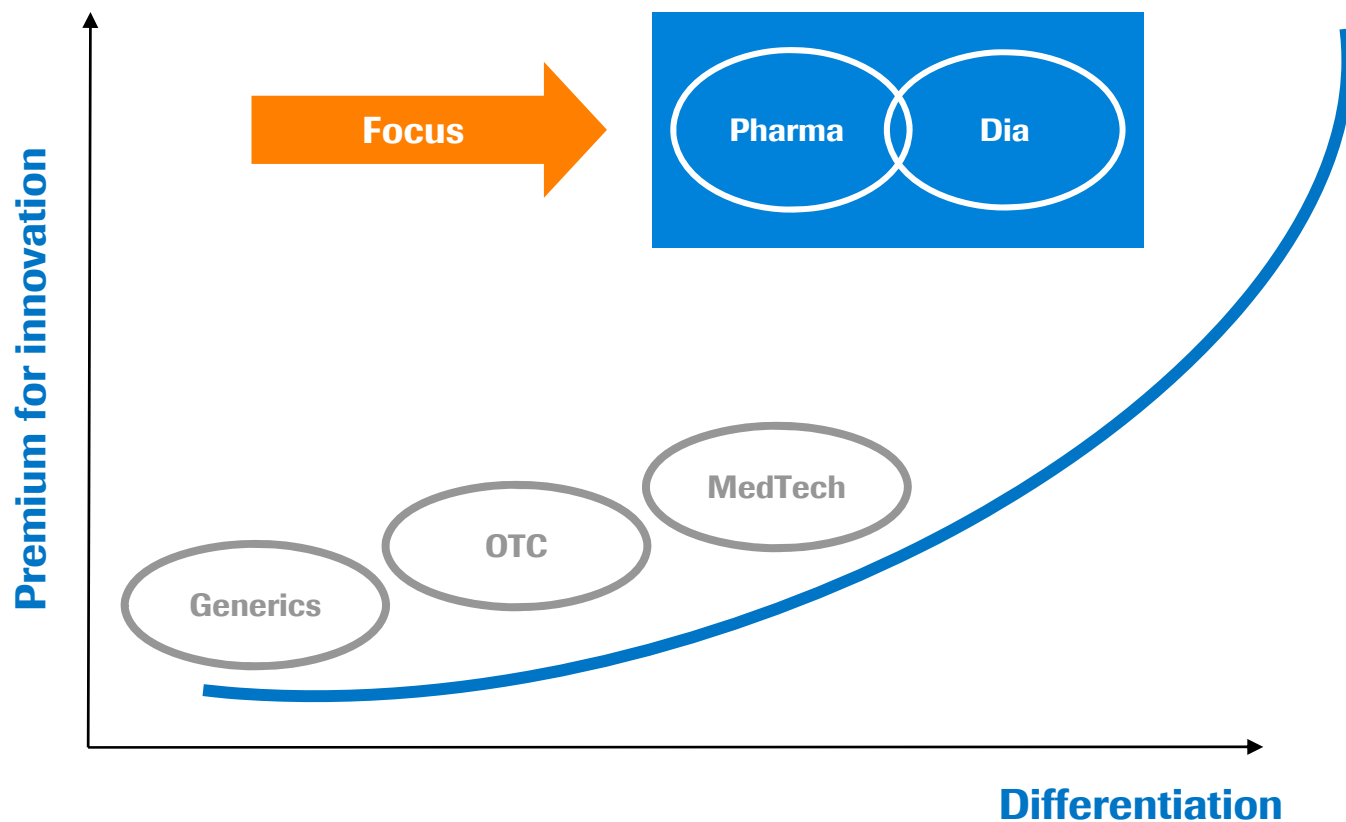 Focus
Pharma
Dia
Premium for innovation
MedTech
OTC
Generics
Differentiation